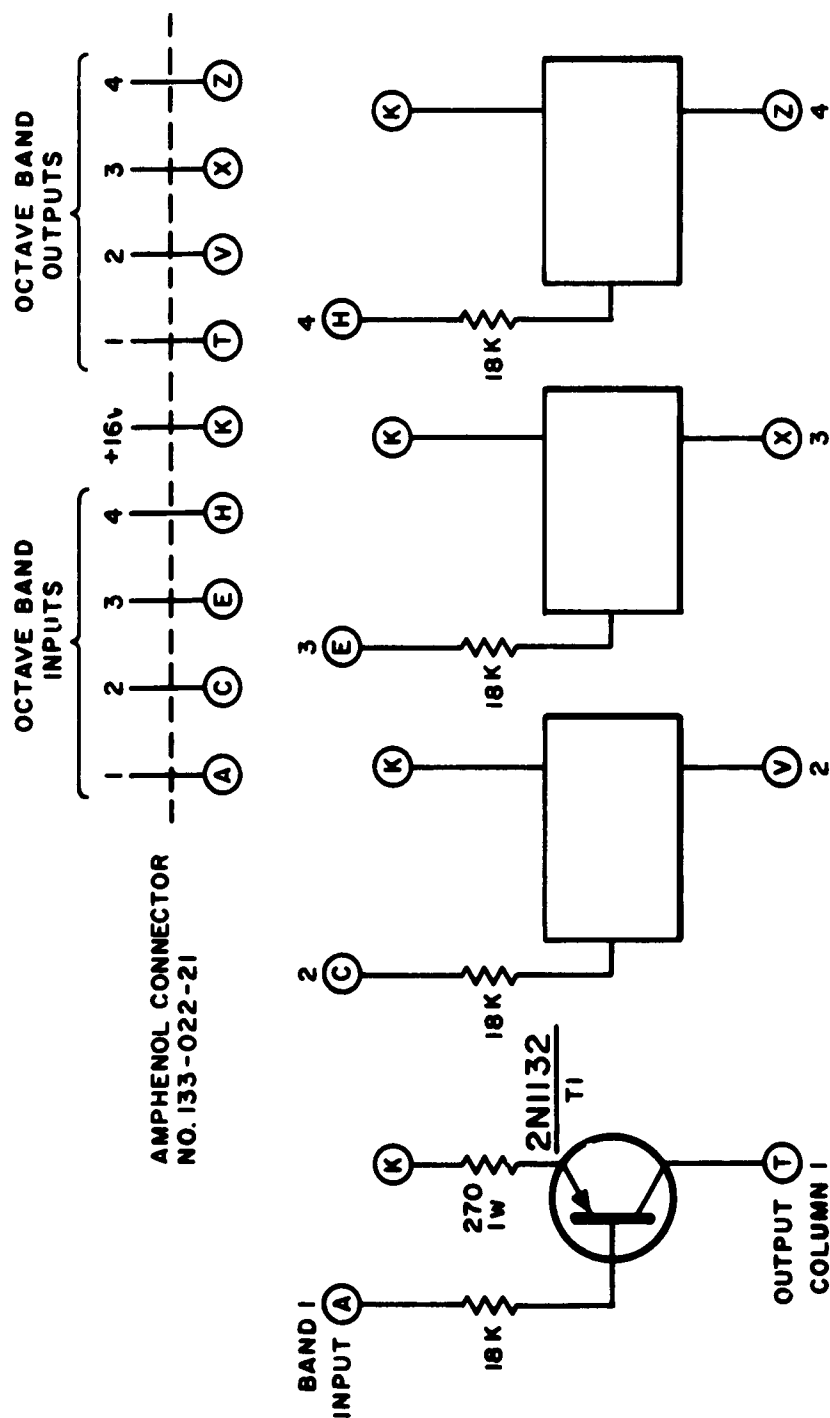 OCTAVE BAND
INPUTS
OCTAVE BAND
OUTPUTS
1 2 3 4 +16v 1 2 3 4
A C E H K T V X Z
AMPHENOL CONNECTOR
NO. 133-022-21
BAND 1
INPUT
A
K
18K
270
1W
2N1132
T1
OUTPUT
COLUMN 1
T
2
C
K
18K
V
2
3
E
K
18K
X
3
4
H
K
18K
Z
4